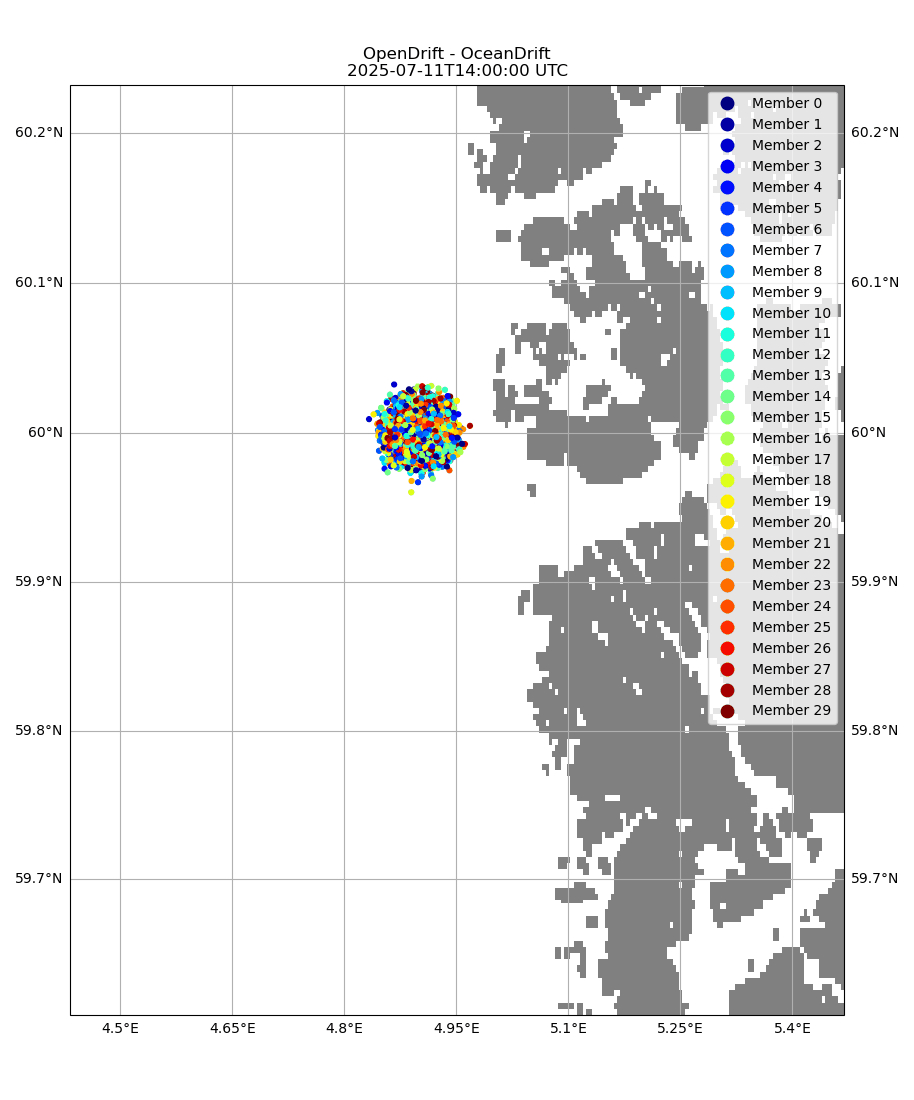 OpenDrift - OceanDrift
2025-07-11T14:00:00 UTC
Member 0
Member 1
Member 2
Member 3
Member 4
Member 5
Member 6
Member 7
Member 8
Member 9
Member 10
Member 11
Member 12
Member 13
Member 14
Member 15
Member 16
Member 17
Member 18
Member 19
Member 20
Member 21
Member 22
Member 23
Member 24
Member 25
Member 26
Member 27
Member 28
Member 29
60.2°N 60.2°N
60.1°N 60.1°N
60°N 60°N
59.9°N 59.9°N
59.8°N 59.8°N
59.7°N 59.7°N
4.5°E 4.65°E 4.8°E 4.95°E 5.1°E 5.25°E 5.4°E